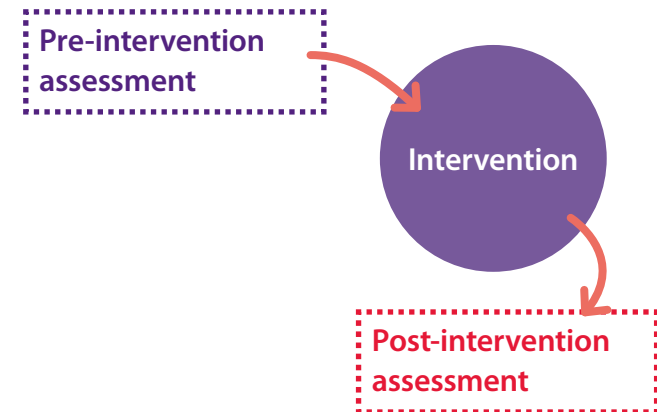 Pre-intervention
assessment
Intervention
Post-intervention
assessment